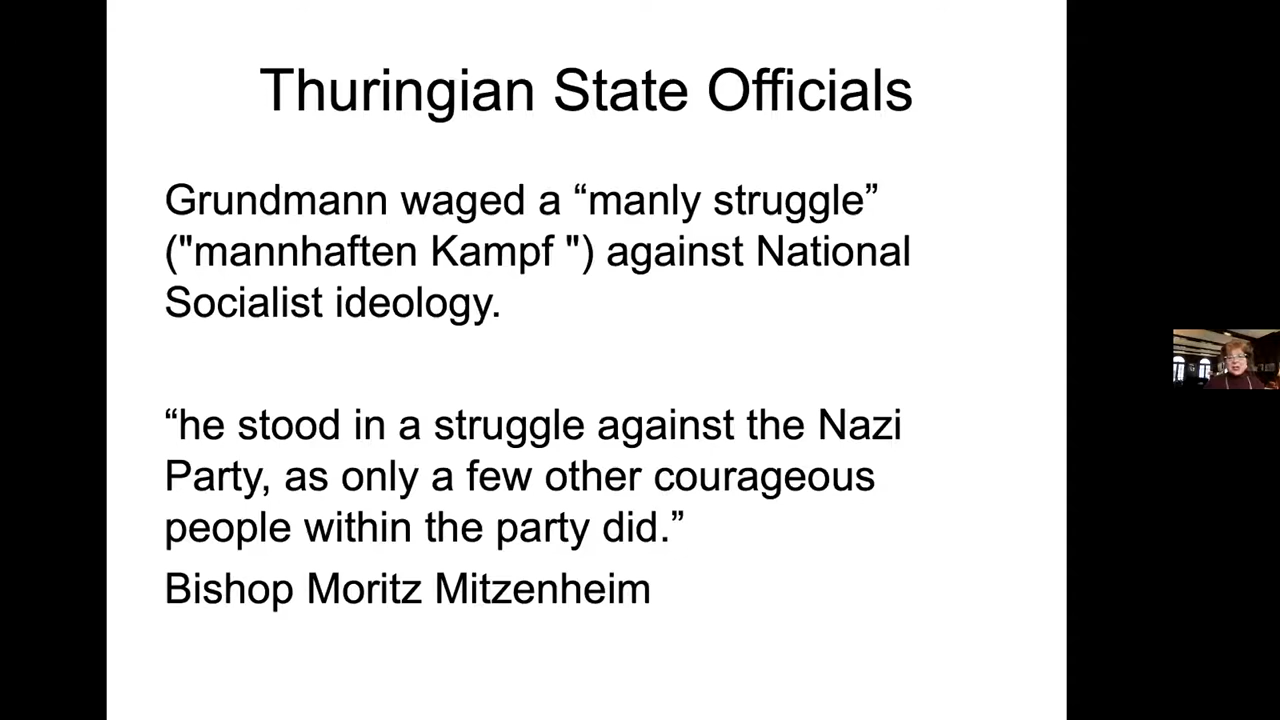 Thuringian State Officials
Grundmann waged a “manly struggle”
("mannhaften Kampf ") against National
Socialist ideology.
“he stood in a struggle against the Nazi
Party, as only a few other courageous
people within the party did.”
Bishop Moritz Mitzenheim